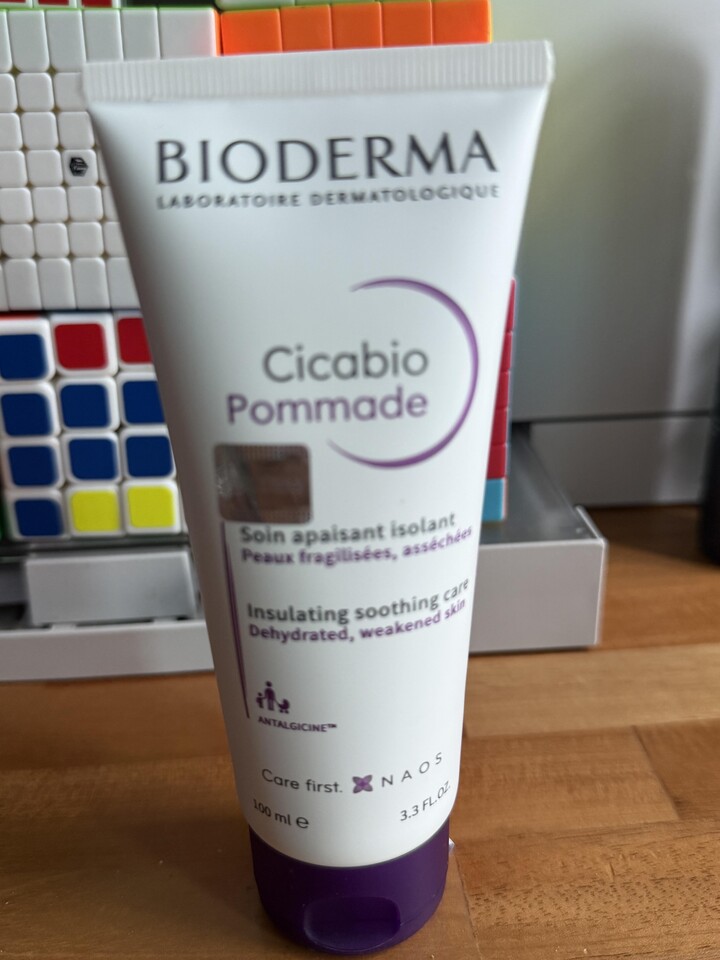 BIODERMA
LABORATOIRE DERMATOLOGIQUE
Cicabio
Pommade
Soin apaisant isolant
Peaux fragilisées, asséchées
Insulating soothing care
Dehydrated, weakened skin
ANTALGICINE™
Care first. NAOS
100 ml ℮ 3.3 FL.OZ.